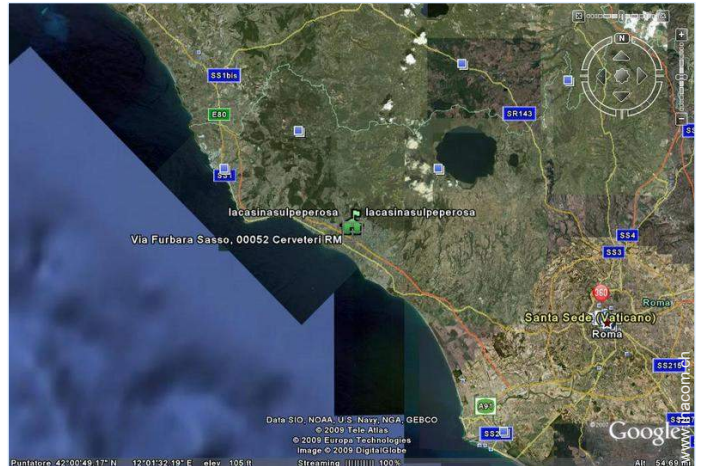 N
SS1bis
E80
SR143
SS1
lacasinasulpeperosa lacasinasulpeperosa
Via Furbara Sasso, 00052 Cerveteri RM
SS4
SS3
360
Roma
Santa Sede (Vaticano)
Roma
SS215
Data SIO, NOAA, U.S. Navy, NGA, GEBCO
© 2009 Tele Atlas
© 2009 Europa Technologies
Image © 2009 DigitalGlobe
Google
Puntatore 42°00'49.17" N 12°01'32.19" E elev 105 ft Streaming 100% Alt